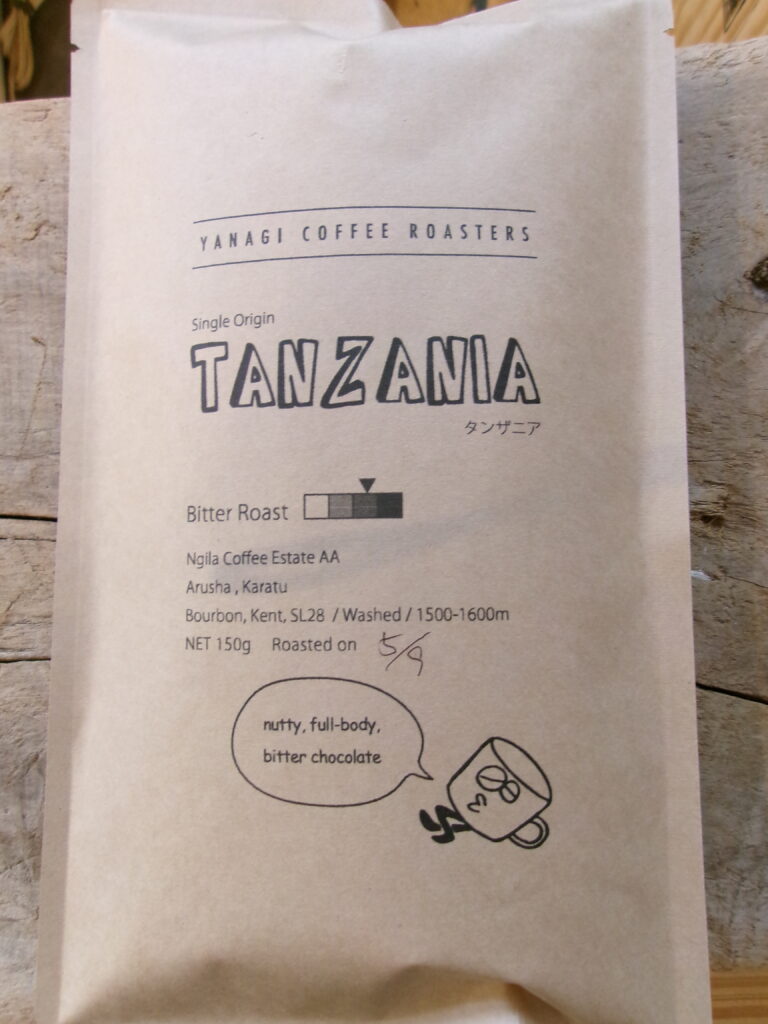 YANAGI COFFEE ROASTERS
Single Origin
TANZANIA
タンザニア
Bitter Roast
Ngila Coffee Estate AA
Arusha , Karatu
Bourbon, Kent, SL28 / Washed / 1500-1600m
NET 150g Roasted on 5/9
nutty, full-body,
bitter chocolate